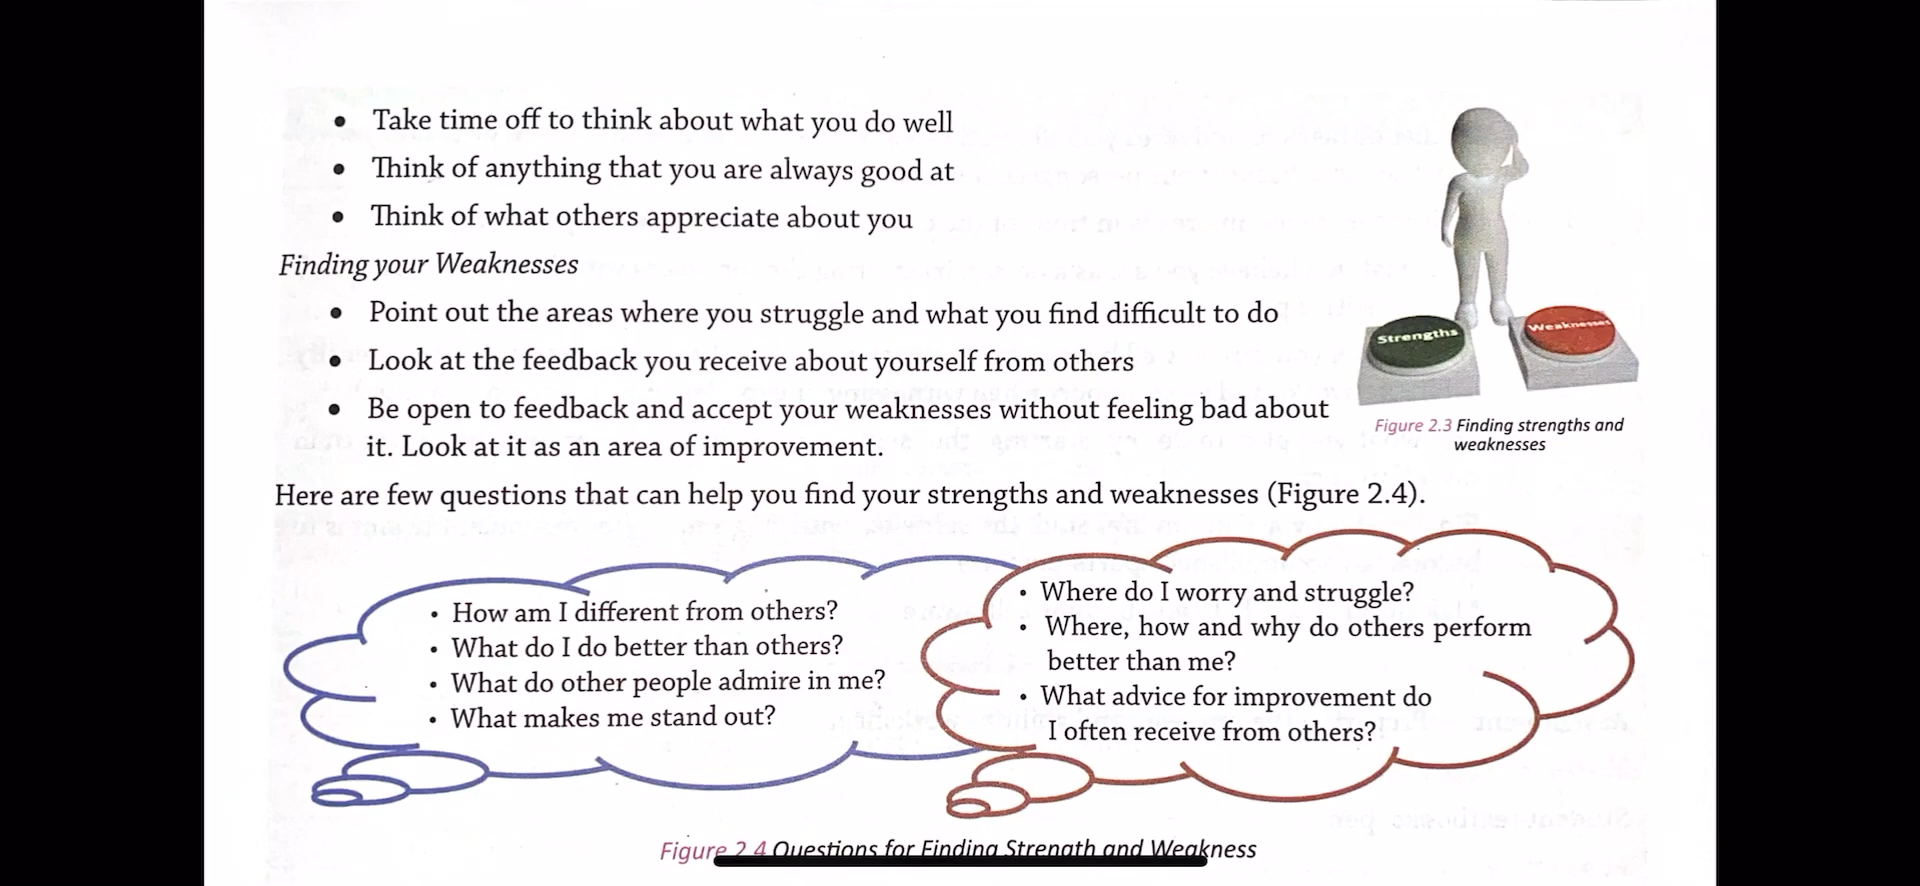 • Take time off to think about what you do well
• Think of anything that you are always good at
• Think of what others appreciate about you
Finding your Weaknesses
• Point out the areas where you struggle and what you find difficult to do
• Look at the feedback you receive about yourself from others
• Be open to feedback and accept your weaknesses without feeling bad about
it. Look at it as an area of improvement.
Strengths
Weaknesses
Figure 2.3 Finding strengths and
weaknesses
Here are few questions that can help you find your strengths and weaknesses (Figure 2.4).
• How am I different from others?
• What do I do better than others?
• What do other people admire in me?
• What makes me stand out?
• Where do I worry and struggle?
• Where, how and why do others perform
better than me?
• What advice for improvement do
I often receive from others?
Figure 2.4 Questions for Finding Strength and Weakness